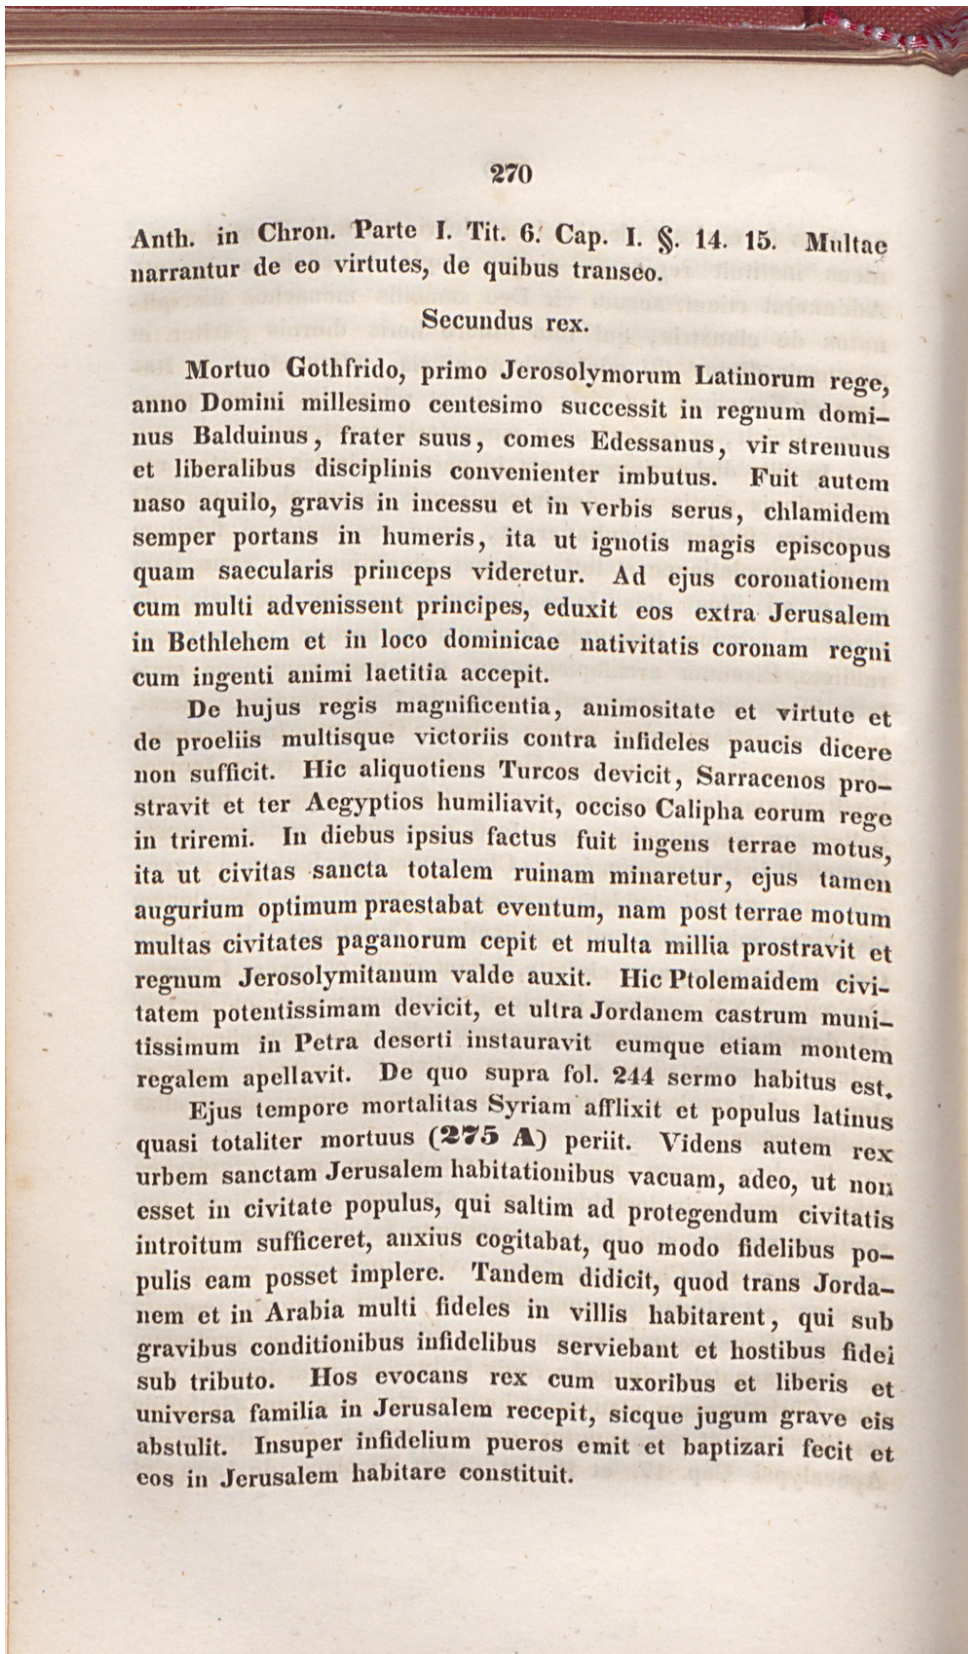 270
Anth. in Chron. Parte I. Tit. 6. Cap. I. §. 14. 15. Multae
narrantur de eo virtutes, de quibus transeo.
Secundus rex.
Mortuo Gothfrido, primo Jerosolymorum Latinorum rege,
anno Domini millesimo centesimo successit in regnum domi-
nus Balduinus, frater suus, comes Edessanus, vir strenuus
et liberalibus disciplinis convenienter imbutus. Fuit autem
naso aquilo, gravis in incessu et in verbis serus, chlamidem
semper portans in humeris, ita ut ignotis magis episcopus
quam saecularis princeps videretur. Ad ejus coronationem
cum multi advenissent principes, eduxit eos extra Jerusalem
in Bethlehem et in loco dominicae nativitatis coronam regni
cum ingenti animi laetitia accepit.
De hujus regis magnificentia, animositate et virtute et
de proeliis multisque victoriis contra infideles paucis dicere
non sufficit. Hic aliquotiens Turcos devicit, Sarracenos pro-
stravit et ter Aegyptios humiliavit, occiso Calipha eorum rege
in triremi. In diebus ipsius factus fuit ingens terrae motus,
ita ut civitas sancta totalem ruinam minaretur, ejus tamen
augurium optimum praestabat eventum, nam post terrae motum
multas civitates paganorum cepit et multa millia prostravit et
regnum Jerosolymitanum valde auxit. Hic Ptolemaidem civi-
tatem potentissimam devicit, et ultra Jordanem castrum muni-
tissimum in Petra deserti instauravit eumque etiam montem
regalem apellavit. De quo supra fol. 244 sermo habitus est.
Ejus tempore mortalitas Syriam afflixit et populus latinus
quasi totaliter mortuus (275 A) periit. Videns autem rex
urbem sanctam Jerusalem habitationibus vacuam, adeo, ut non
esset in civitate populus, qui saltim ad protegendum civitatis
introitum sufficeret, anxius cogitabat, quo modo fidelibus po-
pulis eam posset implere. Tandem didicit, quod trans Jorda-
nem et in Arabia multi fideles in villis habitarent, qui sub
gravibus conditionibus infidelibus serviebant et hostibus fidei
sub tributo. Hos evocans rex cum uxoribus et liberis et
universa familia in Jerusalem recepit, sicque jugum grave eis
abstulit. Insuper infidelium pueros emit et baptizari fecit et
eos in Jerusalem habitare constituit.